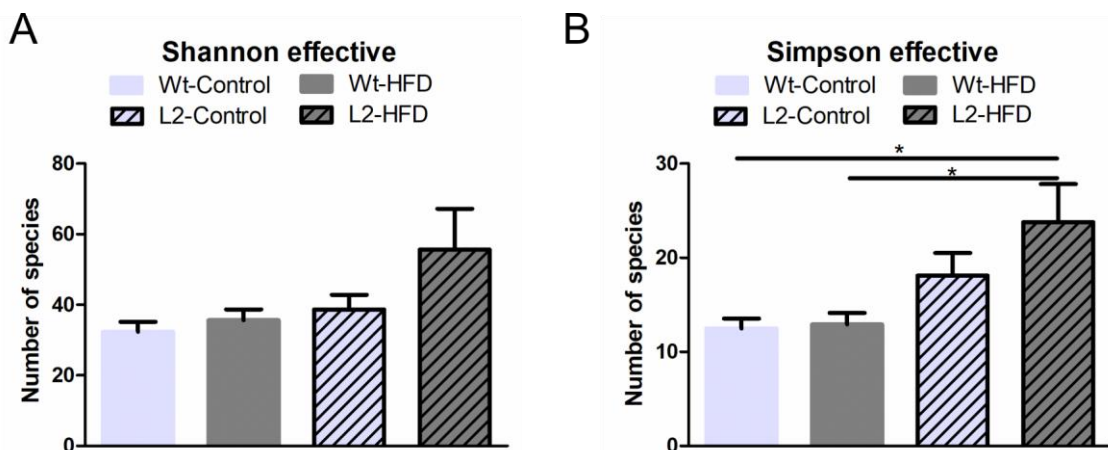 A
Shannon effective
Wt-Control Wt-HFD
L2-Control L2-HFD
Number of species
80
60
40
20
0
B
Simpson effective
Wt-Control Wt-HFD
L2-Control L2-HFD
Number of species
30
20
10
0
*
*